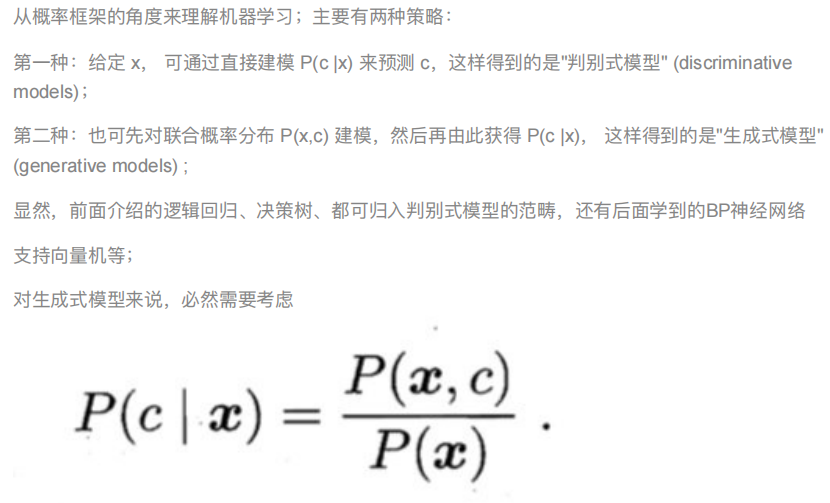 从概率框架的角度来理解机器学习；主要有两种策略：
第一种：给定 x， 可通过直接建模 P(c |x) 来预测 c，这样得到的是"判别式模型" (discriminative
models)；
第二种：也可先对联合概率分布 P(x,c) 建模，然后再由此获得 P(c |x)， 这样得到的是"生成式模型"
(generative models) ;
显然，前面介绍的逻辑回归、决策树、都可归入判别式模型的范畴，还有后面学到的BP神经网络
支持向量机等；
对生成式模型来说，必然需要考虑
P(c | x) = P(x, c) / P(x) .